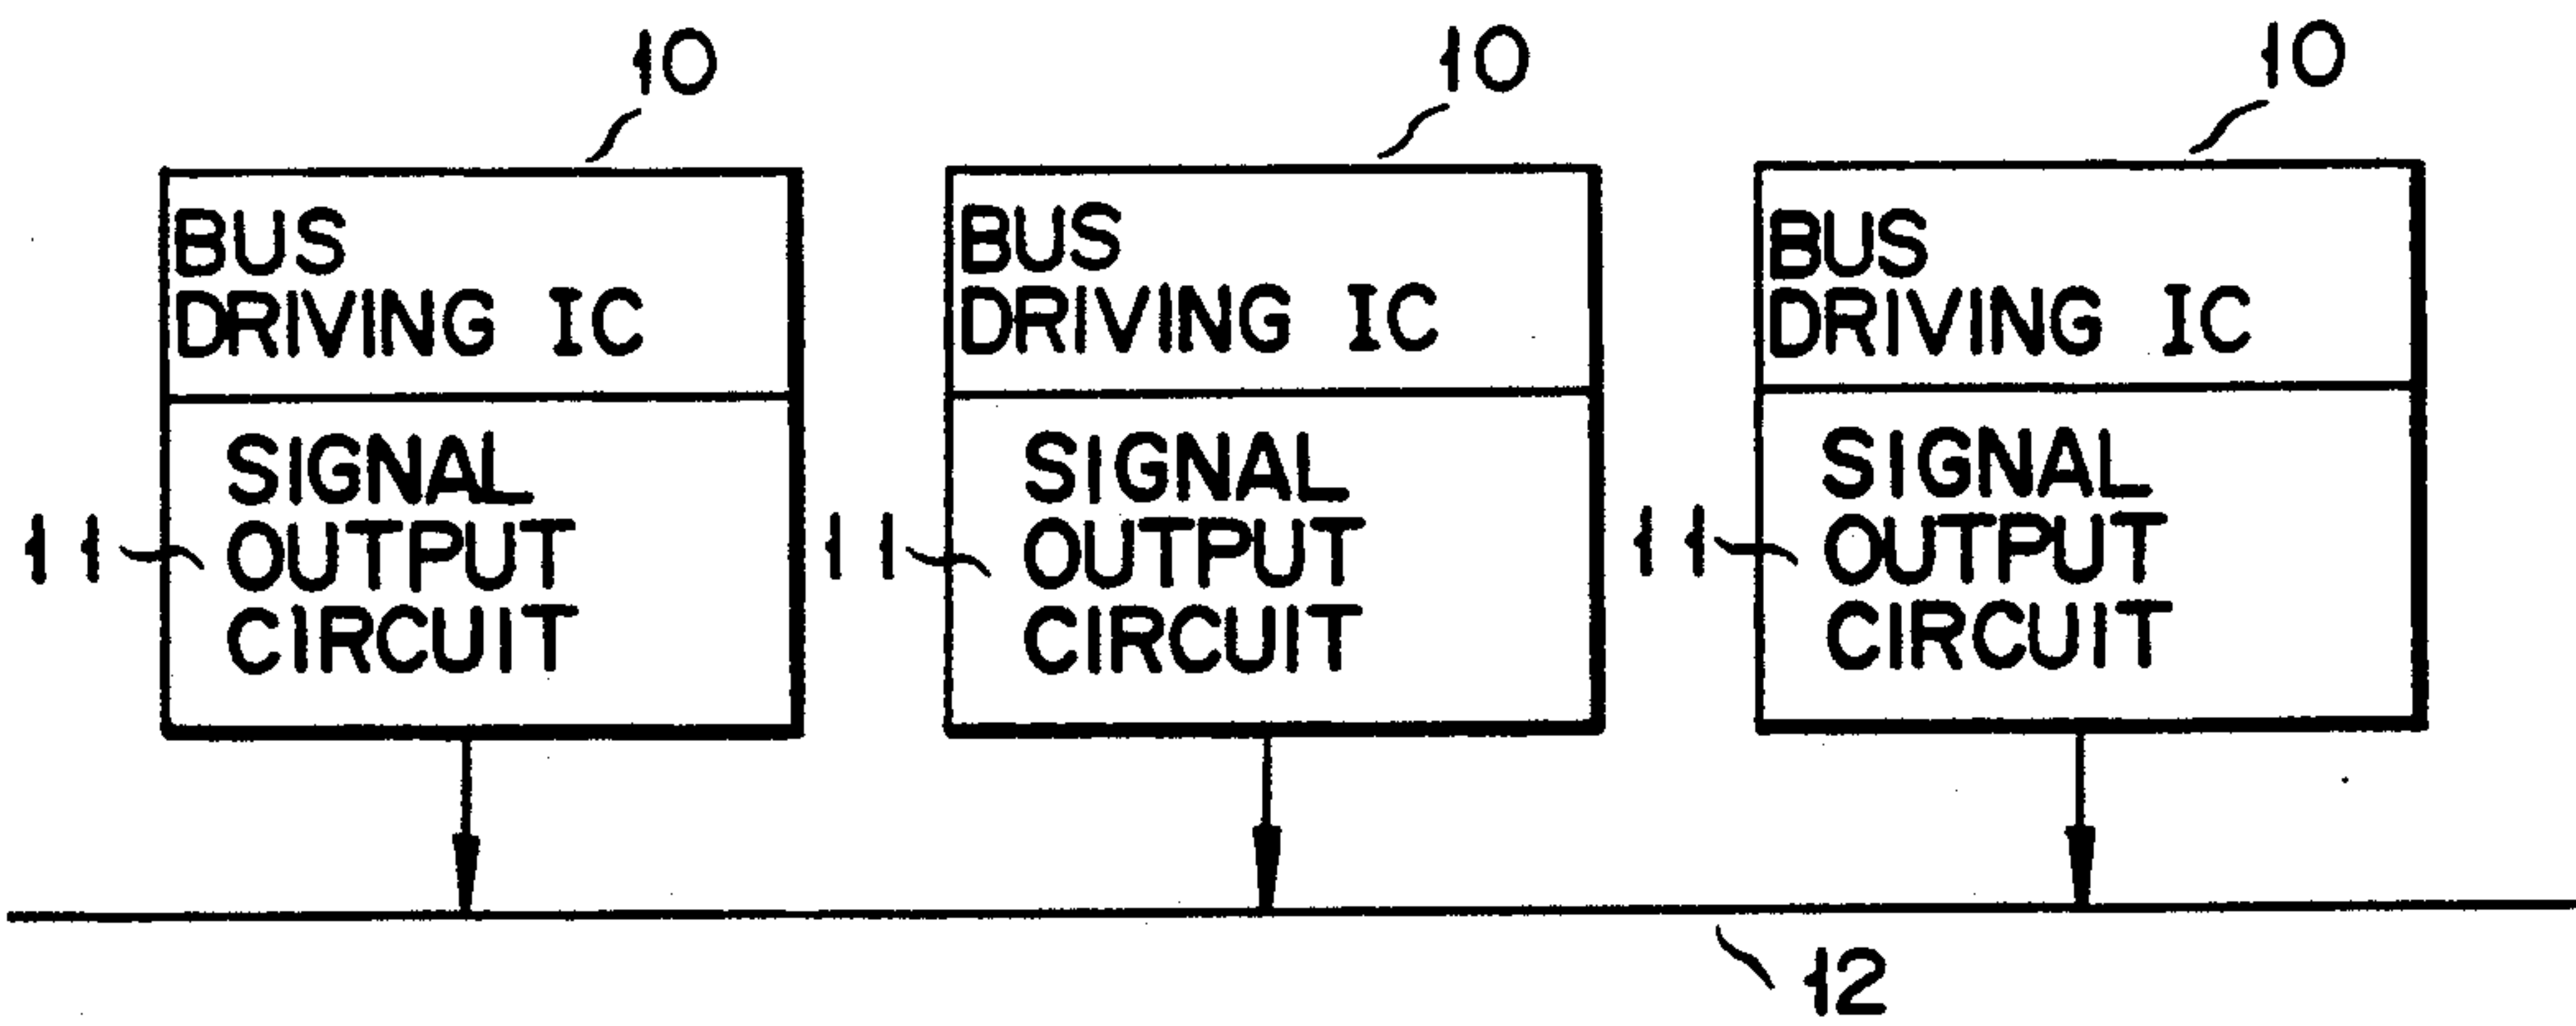 10
10
10
BUS
DRIVING IC
BUS
DRIVING IC
BUS
DRIVING IC
11
SIGNAL
OUTPUT
CIRCUIT
11
SIGNAL
OUTPUT
CIRCUIT
11
SIGNAL
OUTPUT
CIRCUIT
12